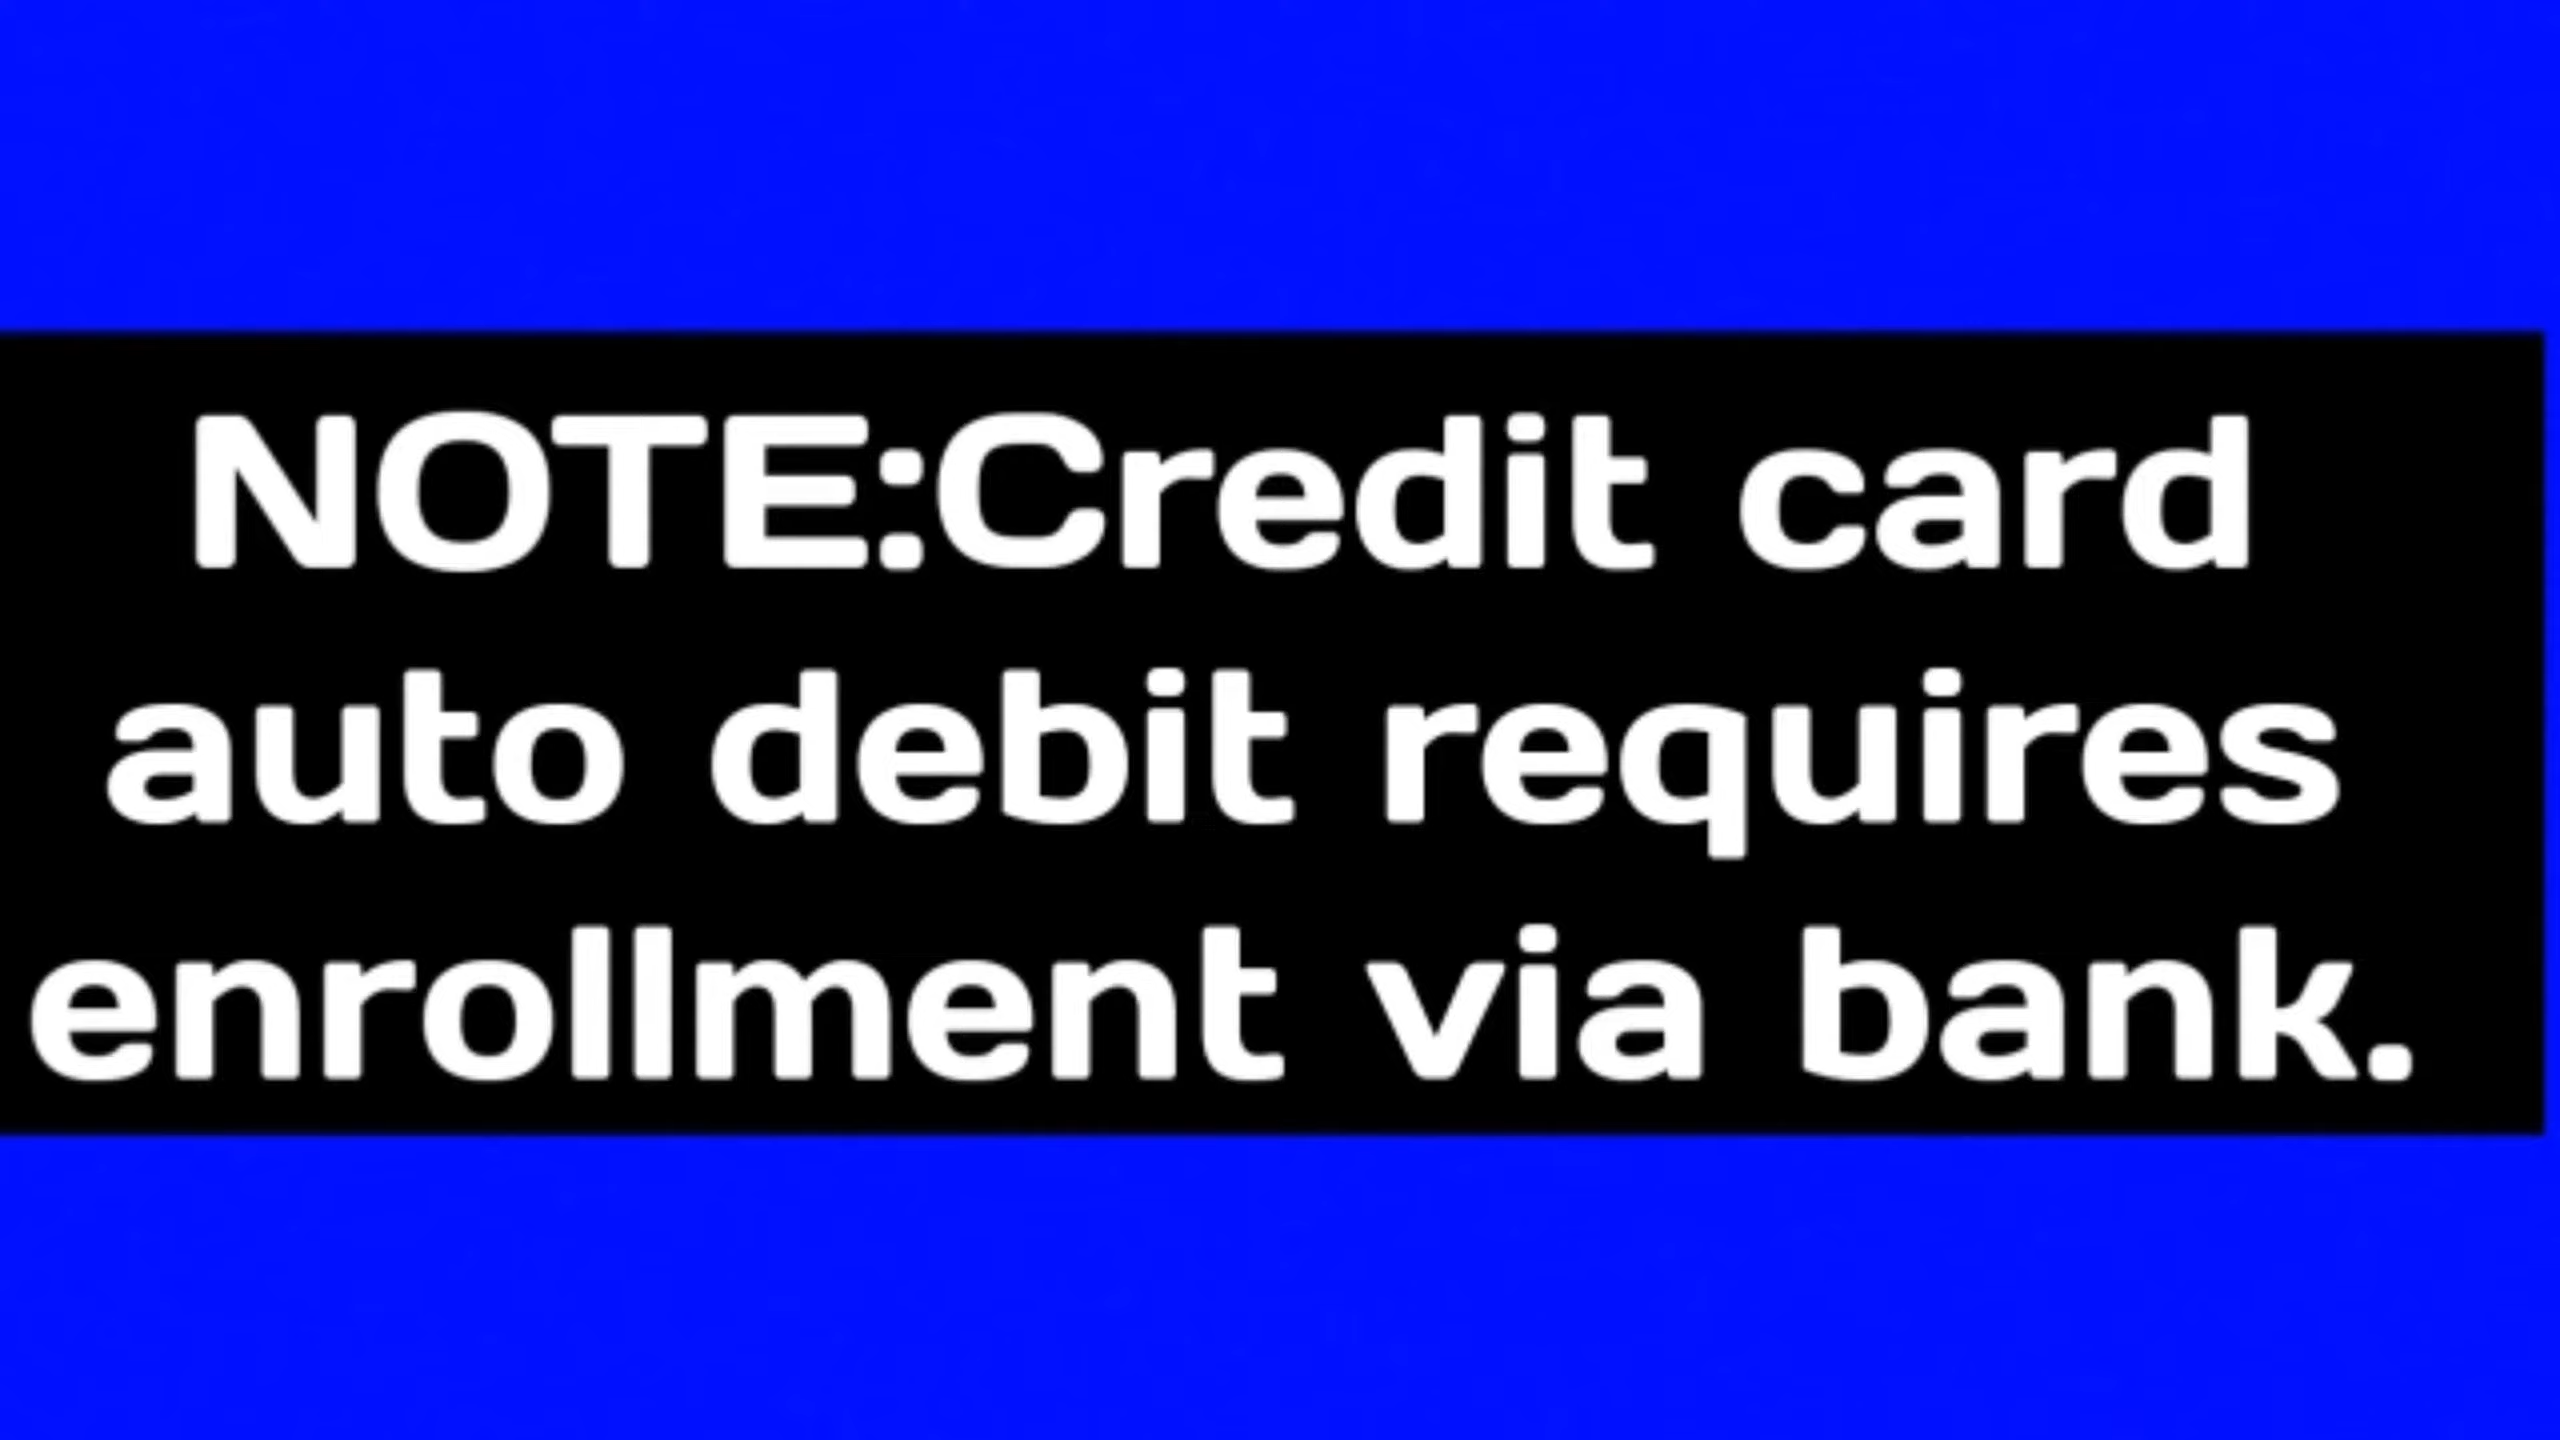 NOTE:Credit card
auto debit requires
enrollment via bank.